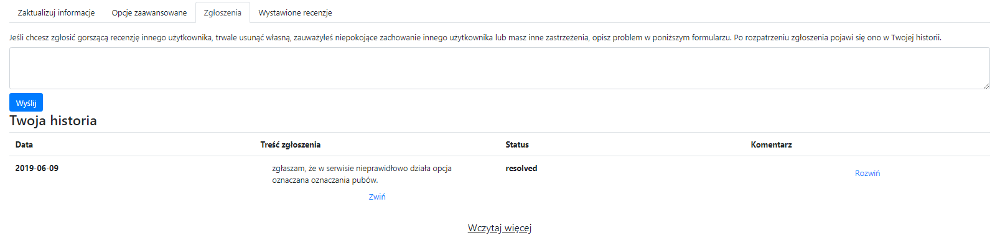 Zaktualizuj informacje Opcje zaawansowane Zgłoszenia Wystawione recenzje
Jeśli chcesz zgłosić gorszącą recenzję innego użytkownika, trwale usunąć własną, zauważyłeś niepokojące zachowanie innego użytkownika lub masz inne zastrzeżenia, opisz problem w poniższym formularzu. Po rozpatrzeniu zgłoszenia pojawi się ono w Twojej historii.
Wyślij
Twoja historia
Data Treść zgłoszenia Status Komentarz
2019-06-09 zgłaszam, że w serwisie nieprawidłowo działa opcja resolved
Rozwiń
oznaczana oznaczania pubów.
Zwiń
Wczytaj więcej